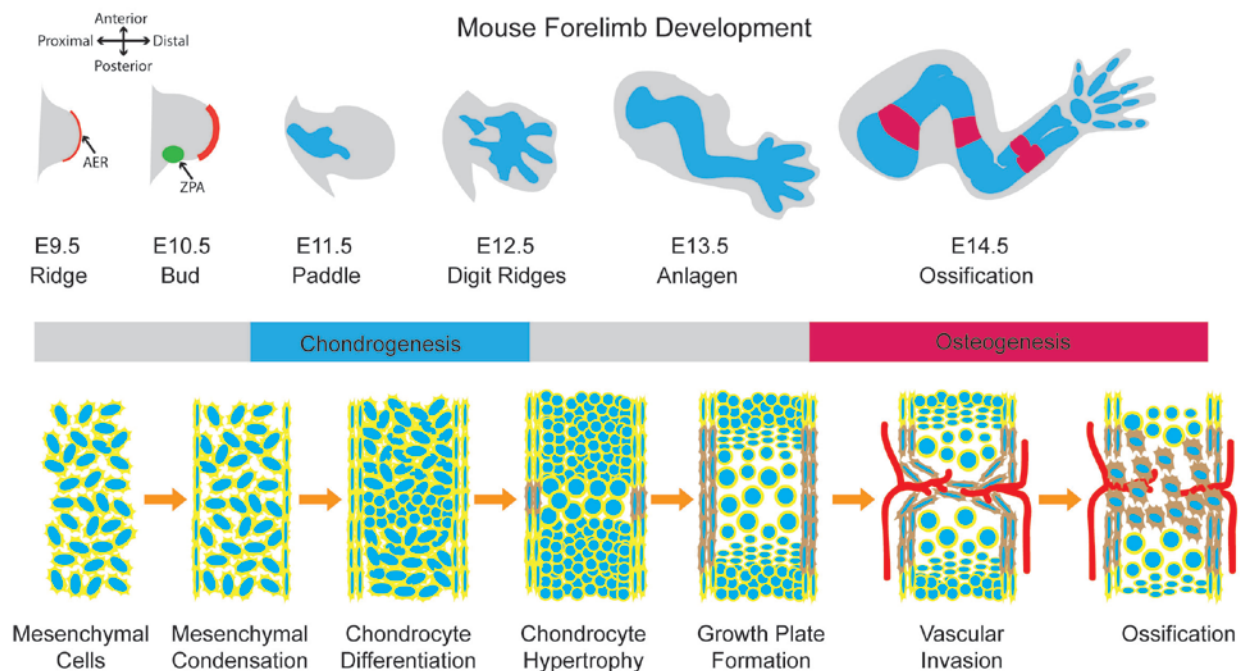 Mouse Forelimb Development
Anterior
Proximal Distal
Posterior
AER
ZPA
E9.5
Ridge
E10.5
Bud
E11.5
Paddle
E12.5
Digit Ridges
E13.5
Anlagen
E14.5
Ossification
Chondrogenesis
Osteogenesis
Mesenchymal
Cells
Mesenchymal
Condensation
Chondrocyte
Differentiation
Chondrocyte
Hypertrophy
Growth Plate
Formation
Vascular
Invasion
Ossification